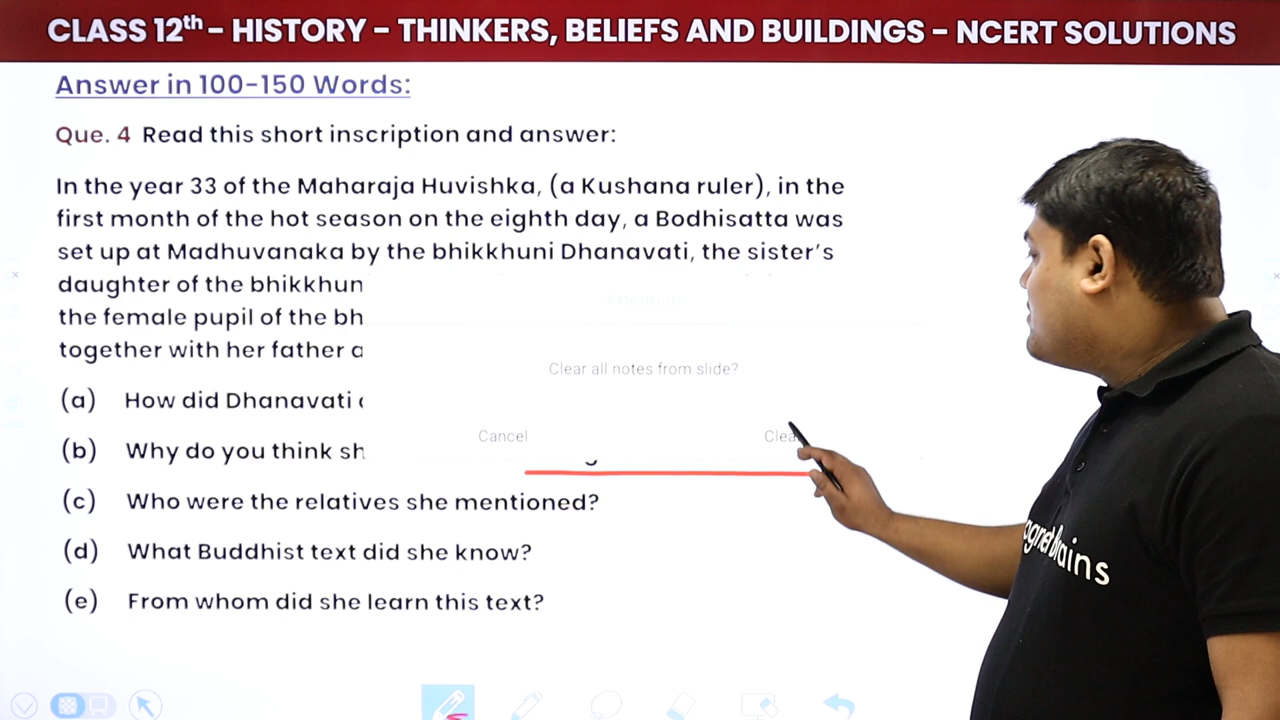 CLASS 12th – HISTORY – THINKERS, BELIEFS AND BUILDINGS – NCERT SOLUTIONS
Answer in 100-150 Words:
Que. 4 Read this short inscription and answer:
In the year 33 of the Maharaja Huvishka, (a Kushana ruler), in the
first month of the hot season on the eighth day, a Bodhisatta was
set up at Madhuvanaka by the bhikkhuni Dhanavati, the sister's
daughter of the bhikkhun
the female pupil of the bh
together with her father a
Attention
Clear all notes from slide?
Cancel Clea
(a) How did Dhanavati
(b) Why do you think sh
(c) Who were the relatives she mentioned?
(d) What Buddhist text did she know?
(e) From whom did she learn this text?
agnet Brains